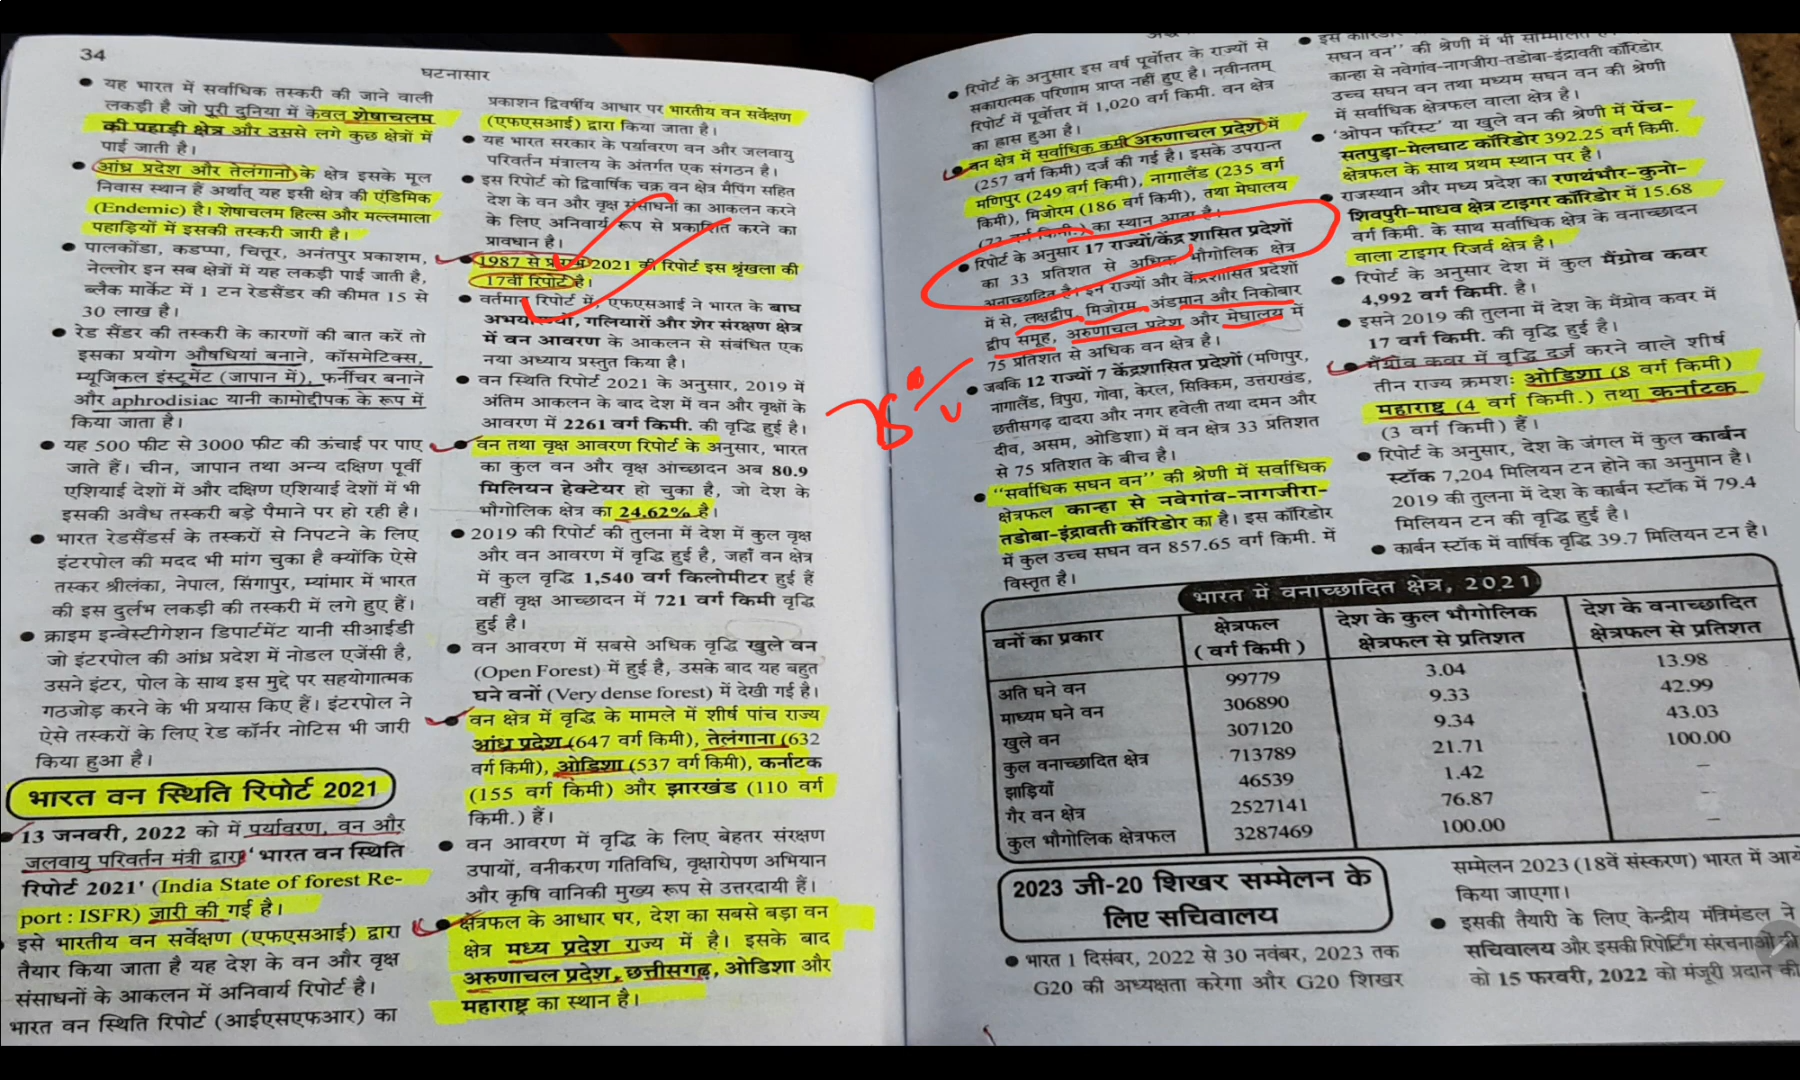 34
घटनासार
● यह भारत में सर्वाधिक तस्करी की जाने वाली
लकड़ी है जो पूरी दुनिया में केवल शेषाचलम
की पहाड़ी क्षेत्र और उससे लगे कुछ क्षेत्रों में
पाई जाती है।
● आंध्र प्रदेश और तेलंगाना के क्षेत्र इसके मूल
निवास स्थान हैं अर्थात् यह इसी क्षेत्र की एंडिमिक
(Endemic) है। शेषाचलम हिल्स और मल्लमाला
पहाड़ियों में इसकी तस्करी जारी है।
● पालकोंडा, कडप्पा, चित्तूर, अनंतपुर प्रकाशम,
नेल्लोर इन सब क्षेत्रों में यह लकड़ी पाई जाती है,
ब्लैक मार्केट में 1 टन रेडसैंडर की कीमत 15 से
30 लाख है।
● रेड सैंडर की तस्करी के कारणों की बात करें तो
इसका प्रयोग औषधियां बनाने, कॉसमेटिक्स,
म्यूजिकल इंस्ट्रूमेंट (जापान में), फर्नीचर बनाने
और aphrodisiac यानी कामोद्दीपक के रूप में
किया जाता है।
● यह 500 फीट से 3000 फीट की ऊंचाई पर पाए
जाते हैं। चीन, जापान तथा अन्य दक्षिण पूर्वी
एशियाई देशों में और दक्षिण एशियाई देशों में भी
इसकी अवैध तस्करी बड़े पैमाने पर हो रही है।
● भारत रेडसैंडर्स के तस्करों से निपटने के लिए
इंटरपोल की मदद भी मांग चुका है क्योंकि ऐसे
तस्कर श्रीलंका, नेपाल, सिंगापुर, म्यांमार में भारत
की इस दुर्लभ लकड़ी की तस्करी में लगे हुए हैं।
● क्राइम इन्वेस्टीगेशन डिपार्टमेंट यानी सीआईडी
जो इंटरपोल की आंध्र प्रदेश में नोडल एजेंसी है,
उसने इंटर, पोल के साथ इस मुद्दे पर सहयोगात्मक
गठजोड़ करने के भी प्रयास किए हैं। इंटरपोल ने
ऐसे तस्करों के लिए रेड कॉर्नर नोटिस भी जारी
किया हुआ है।
भारत वन स्थिति रिपोर्ट 2021
● 13 जनवरी, 2022 को में पर्यावरण, वन और
जलवायु परिवर्तन मंत्री द्वारा 'भारत वन स्थिति
रिपोर्ट 2021' (India State of forest Re-
port : ISFR) जारी की गई है।
● इसे भारतीय वन सर्वेक्षण (एफएसआई) द्वारा
तैयार किया जाता है यह देश के वन और वृक्ष
संसाधनों के आकलन में अनिवार्य रिपोर्ट है।
भारत वन स्थिति रिपोर्ट (आईएसएफआर) का
प्रकाशन द्विवर्षीय आधार पर भारतीय वन सर्वेक्षण
(एफएसआई) द्वारा किया जाता है।
● यह भारत सरकार के पर्यावरण वन और जलवायु
परिवर्तन मंत्रालय के अंतर्गत एक संगठन है।
● इस रिपोर्ट को द्विवार्षिक चक्र वन क्षेत्र मैपिंग सहित
देश के वन और वृक्ष संसाधनों का आकलन करने
के लिए अनिवार्य रूप से प्रकाशित करने का
प्रावधान है।
● 1987 से प्रारंभ 2021 की रिपोर्ट इस श्रृंखला की
17वीं रिपोर्ट है।
● वर्तमान रिपोर्ट में, एफएसआई ने भारत के बाघ
अभयारण्यों, गलियारों और शेर संरक्षण क्षेत्र
में वन आवरण के आकलन से संबंधित एक
नया अध्याय प्रस्तुत किया है।
● वन स्थिति रिपोर्ट 2021 के अनुसार, 2019 में
अंतिम आकलन के बाद देश में वन और वृक्षों के
आवरण में 2261 वर्ग किमी. की वृद्धि हुई है।
● वन तथा वृक्ष आवरण रिपोर्ट के अनुसार, भारत
का कुल वन और वृक्ष आच्छादन अब 80.9
मिलियन हेक्टेयर हो चुका है, जो देश के
भौगोलिक क्षेत्र का 24.62% है।
● 2019 की रिपोर्ट की तुलना में देश में कुल वृक्ष
और वन आवरण में वृद्धि हुई है, जहाँ वन क्षेत्र
में कुल वृद्धि 1,540 वर्ग किलोमीटर हुई हैं
वहीं वृक्ष आच्छादन में 721 वर्ग किमी वृद्धि
हुई है।
● वन आवरण में सबसे अधिक वृद्धि खुले वन
(Open Forest) में हुई है, उसके बाद यह बहुत
घने वनों (Very dense forest) में देखी गई है।
● वन क्षेत्र में वृद्धि के मामले में शीर्ष पांच राज्य
आंध्र प्रदेश (647 वर्ग किमी), तेलंगाना (632
वर्ग किमी), ओडिशा (537 वर्ग किमी), कर्नाटक
(155 वर्ग किमी) और झारखंड (110 वर्ग
किमी.) हैं।
● वन आवरण में वृद्धि के लिए बेहतर संरक्षण
उपायों, वनीकरण गतिविधि, वृक्षारोपण अभियान
और कृषि वानिकी मुख्य रूप से उत्तरदायी हैं।
● क्षेत्रफल के आधार पर, देश का सबसे बड़ा वन
क्षेत्र मध्य प्रदेश राज्य में है। इसके बाद
अरुणाचल प्रदेश, छत्तीसगढ़, ओडिशा और
महाराष्ट्र का स्थान है।
● रिपोर्ट के अनुसार इस वर्ष पूर्वोत्तर के राज्यों से
सकारात्मक परिणाम प्राप्त नहीं हुए है। नवीनतम्
रिपोर्ट में पूर्वोत्तर में 1,020 वर्ग किमी. वन क्षेत्र
का ह्रास हुआ है।
● वन क्षेत्र में सर्वाधिक कमी अरुणाचल प्रदेश में
(257 वर्ग किमी) दर्ज की गई है। इसके उपरान्त
मणिपुर (249 वर्ग किमी), नागालैंड (235 वर्ग
किमी), मिजोरम (186 वर्ग किमी), तथा मेघालय
(73 वर्ग किमी.) का स्थान आता है।
● रिपोर्ट के अनुसार 17 राज्यों/केंद्र शासित प्रदेशों
का 33 प्रतिशत से अधिक भौगोलिक क्षेत्र
अनाच्छादित है। इन राज्यों और केंद्रशासित प्रदेशों
में से, लक्षद्वीप, मिजोरम, अंडमान और निकोबार
द्वीप समूह, अरुणाचल प्रदेश और मेघालय में
75 प्रतिशत से अधिक वन क्षेत्र है।
● जबकि 12 राज्यों 7 केंद्रशासित प्रदेशों (मणिपुर,
नागालैंड, त्रिपुरा, गोवा, केरल, सिक्किम, उत्तराखंड,
छत्तीसगढ़ दादरा और नगर हवेली तथा दमन और
दीव, असम, ओडिशा) में वन क्षेत्र 33 प्रतिशत
से 75 प्रतिशत के बीच है।
● "सर्वाधिक सघन वन" की श्रेणी में सर्वाधिक
क्षेत्रफल कान्हा से नवेगांव-नागजीरा-
तडोबा-इंद्रावती कॉरिडोर का है। इस कॉरिडोर
में कुल उच्च सघन वन 857.65 वर्ग किमी. में
विस्तृत है।
● इस
सघन वन" की श्रेणी में भी
कान्हा से नवेगांव-नागजीरा-तडोबा-इंद्रावती कॉरिडोर
उच्च सघन वन तथा मध्यम सघन वन की श्रेणी
में सर्वाधिक क्षेत्रफल वाला क्षेत्र है।
● 'ओपन फॉरेस्ट' या खुले वन की श्रेणी में पेंच-
सतपुड़ा-मेलघाट कॉरिडोर 392.25 वर्ग किमी.
क्षेत्रफल के साथ प्रथम स्थान पर है।
● राजस्थान और मध्य प्रदेश का रणथंभौर-कुनो-
शिवपुरी-माधव क्षेत्र टाइगर कॉरिडोर में 15.68
वर्ग किमी. के साथ सर्वाधिक क्षेत्र के वनाच्छादन
वाला टाइगर रिजर्व क्षेत्र है।
● रिपोर्ट के अनुसार देश में कुल मैंग्रोव कवर
4,992 वर्ग किमी. है।
● इसने 2019 की तुलना में देश के मैंग्रोव कवर में
17 वर्ग किमी. की वृद्धि हुई है।
● मैंग्रोव कवर में वृद्धि दर्ज करने वाले शीर्ष
तीन राज्य क्रमशः ओडिशा (8 वर्ग किमी)
महाराष्ट्र (4 वर्ग किमी.) तथा कर्नाटक
(3 वर्ग किमी) हैं।
● रिपोर्ट के अनुसार, देश के जंगल में कुल कार्बन
स्टॉक 7,204 मिलियन टन होने का अनुमान है।
2019 की तुलना में देश के कार्बन स्टॉक में 79.4
मिलियन टन की वृद्धि हुई है।
● कार्बन स्टॉक में वार्षिक वृद्धि 39.7 मिलियन टन है।
भारत में वनाच्छादित क्षेत्र, 2021
वनों का प्रकार क्षेत्रफल (वर्ग किमी) देश के कुल भौगोलिक क्षेत्रफल से प्रतिशत देश के वनाच्छादित क्षेत्रफल से प्रतिशत
अति घने वन 99779 3.04 13.98
माध्यम घने वन 306890 9.33 42.99
खुले वन 307120 9.34 43.03
कुल वनाच्छादित क्षेत्र 713789 21.71 100.00
झाड़ियाँ 46539 1.42 –
गैर वन क्षेत्र 2527141 76.87 –
कुल भौगोलिक क्षेत्रफल 3287469 100.00 –
2023 जी-20 शिखर सम्मेलन के
लिए सचिवालय
● भारत 1 दिसंबर, 2022 से 30 नवंबर, 2023 तक
G20 की अध्यक्षता करेगा और G20 शिखर
सम्मेलन 2023 (18वें संस्करण) भारत में
किया जाएगा।
● इसकी तैयारी के लिए केन्द्रीय मंत्रिमंडल ने
सचिवालय और इसकी रिपोर्टिंग संरचनाओं की
को 15 फरवरी, 2022 को मंजूरी प्रदान की